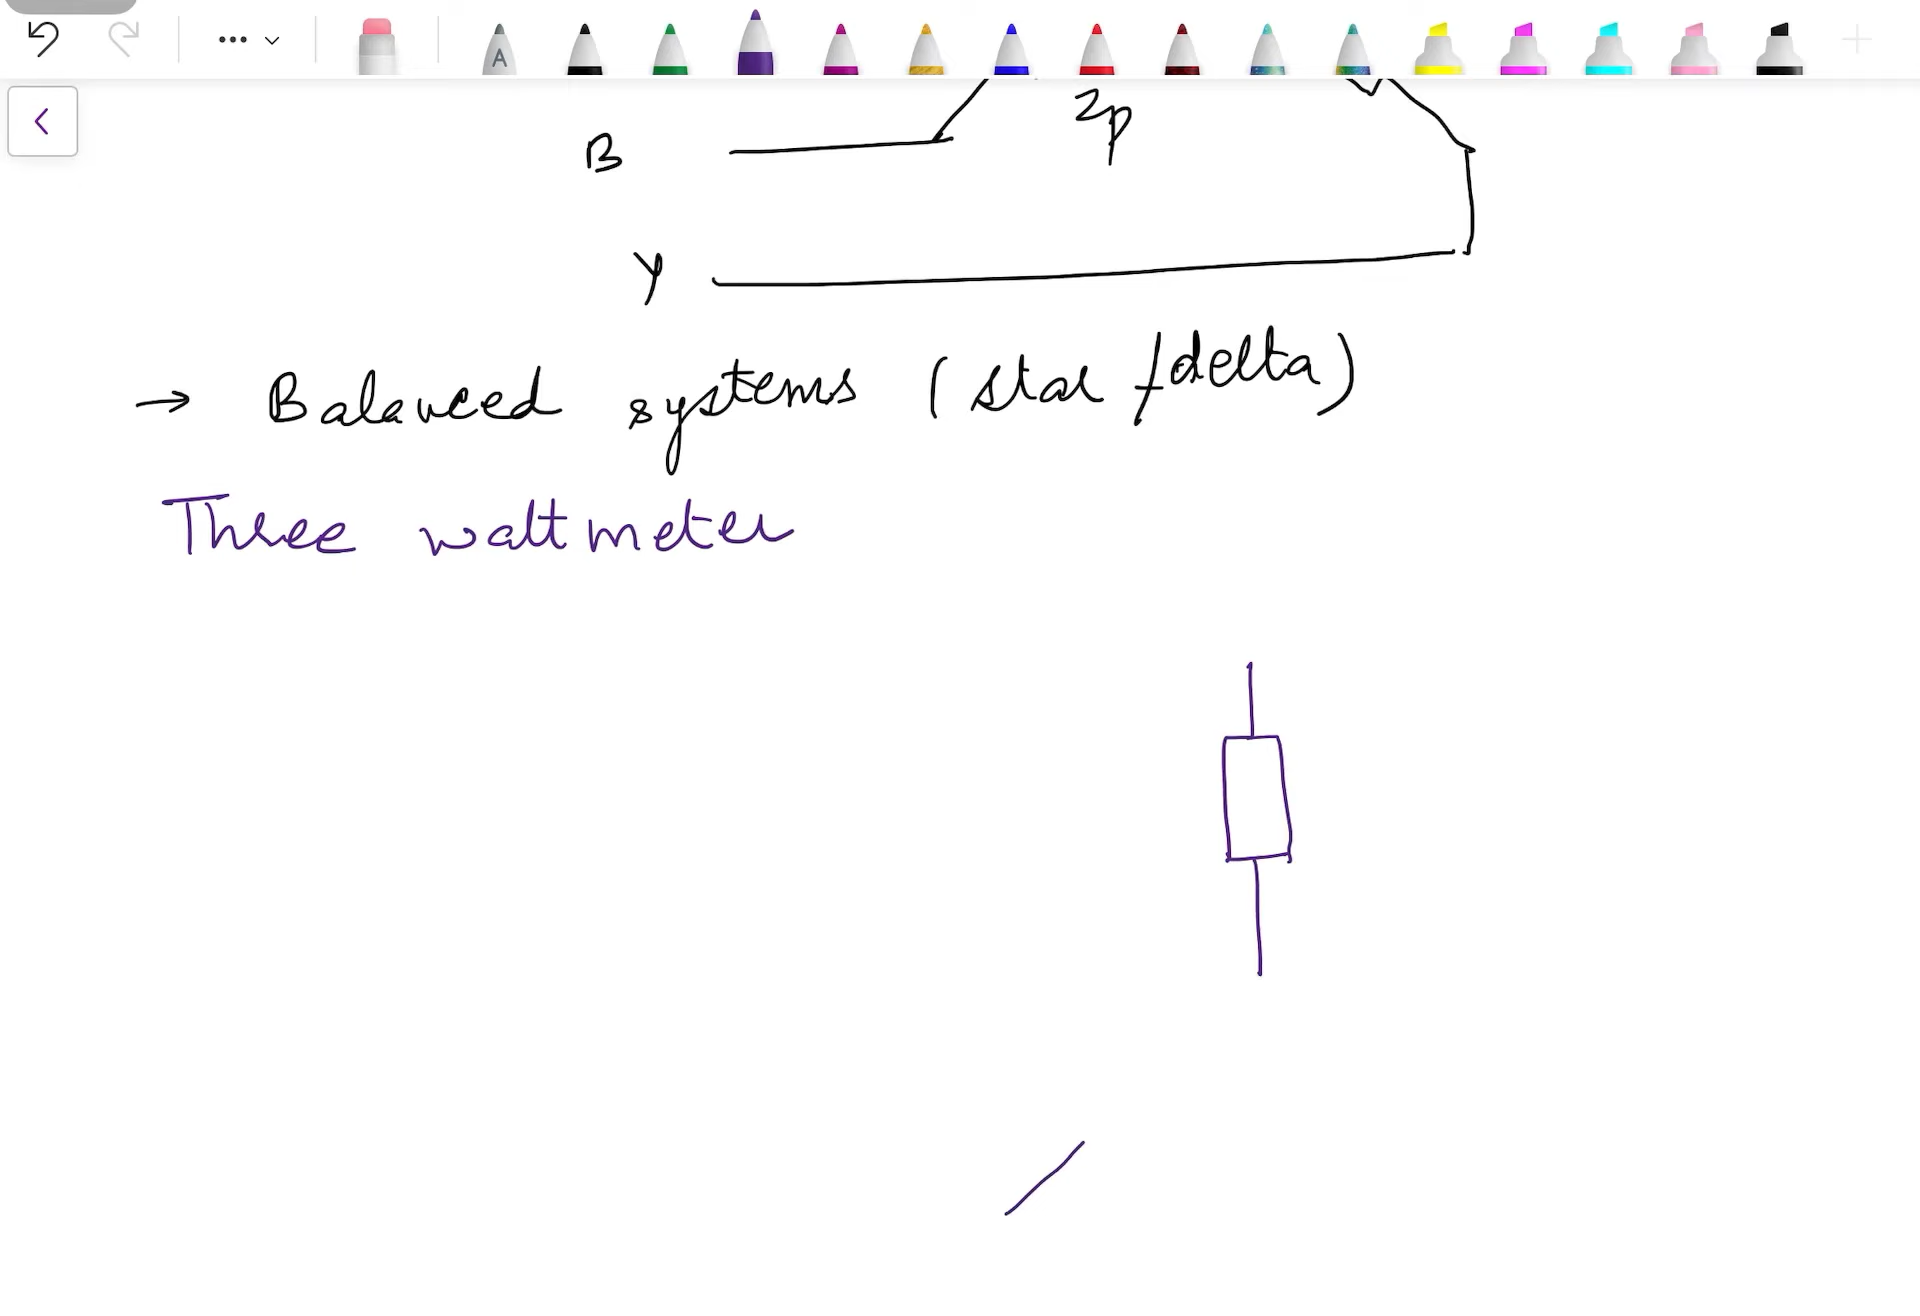 Zp
B
Y
→ Balanced systems (star/delta)
Three wattmeter
A